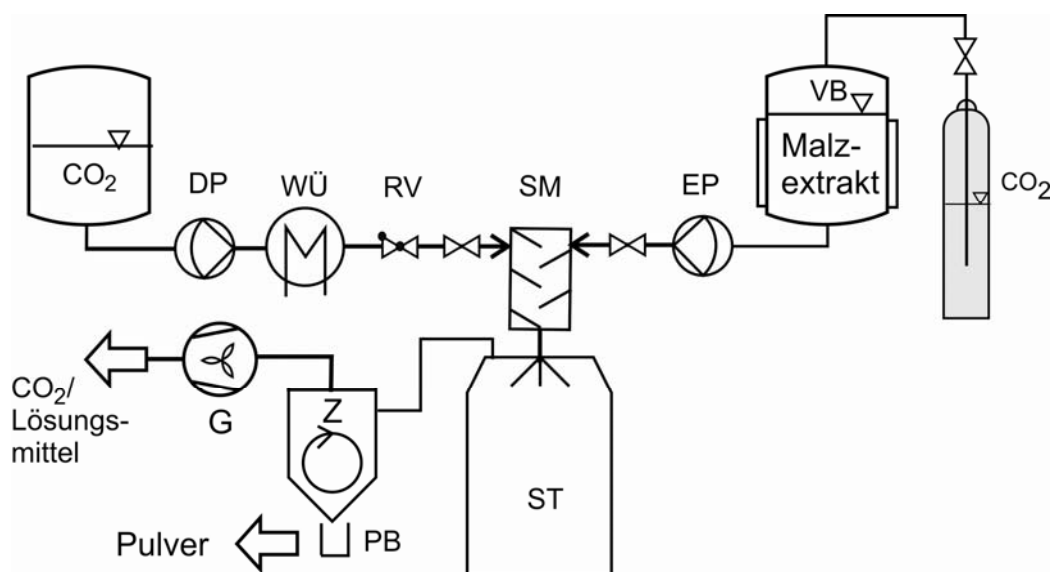 VB
Malz-
extrakt
CO₂
DP
WÜ
RV
SM
EP
CO₂
CO₂/
Lösungs-
mittel
G
Z
ST
Pulver
PB